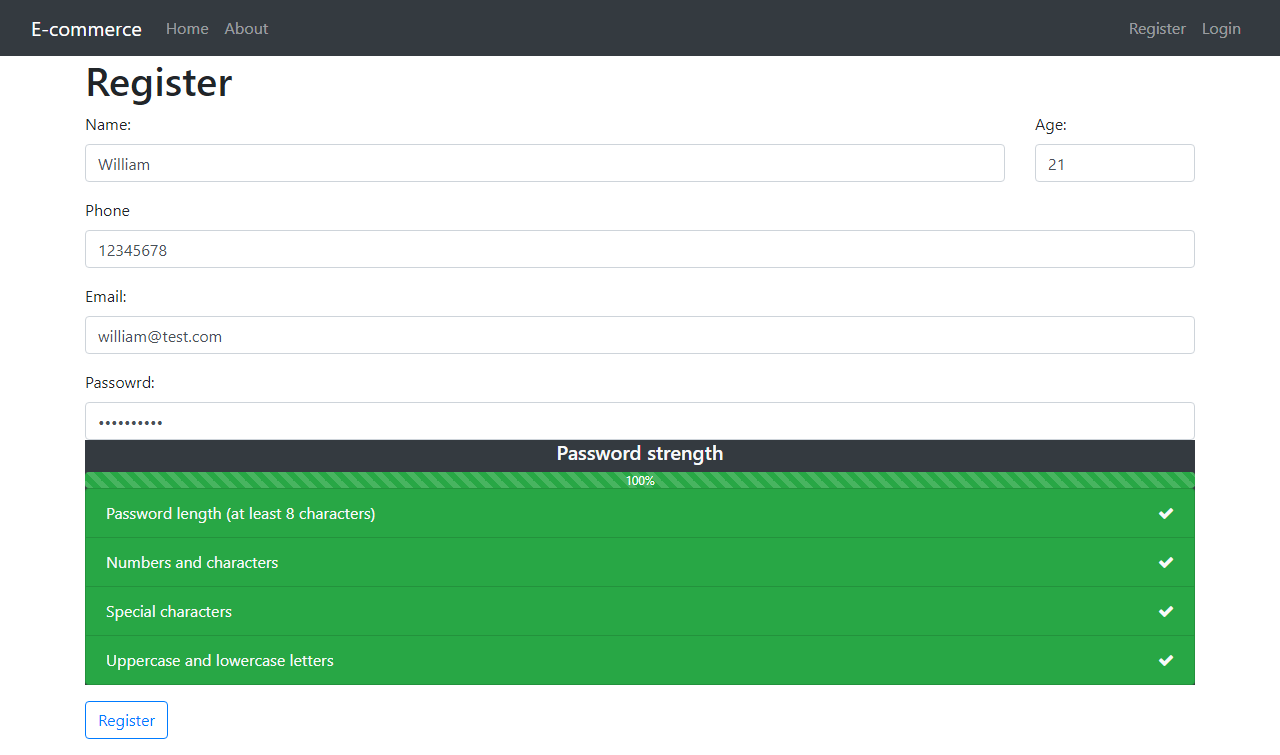 E-commerce Home About Register Login
Register
Name: Age:
William 21
Phone
12345678
Email:
william@test.com
Passowrd:
••••••••••
Password strength
100%
Password length (at least 8 characters)
Numbers and characters
Special characters
Uppercase and lowercase letters
Register